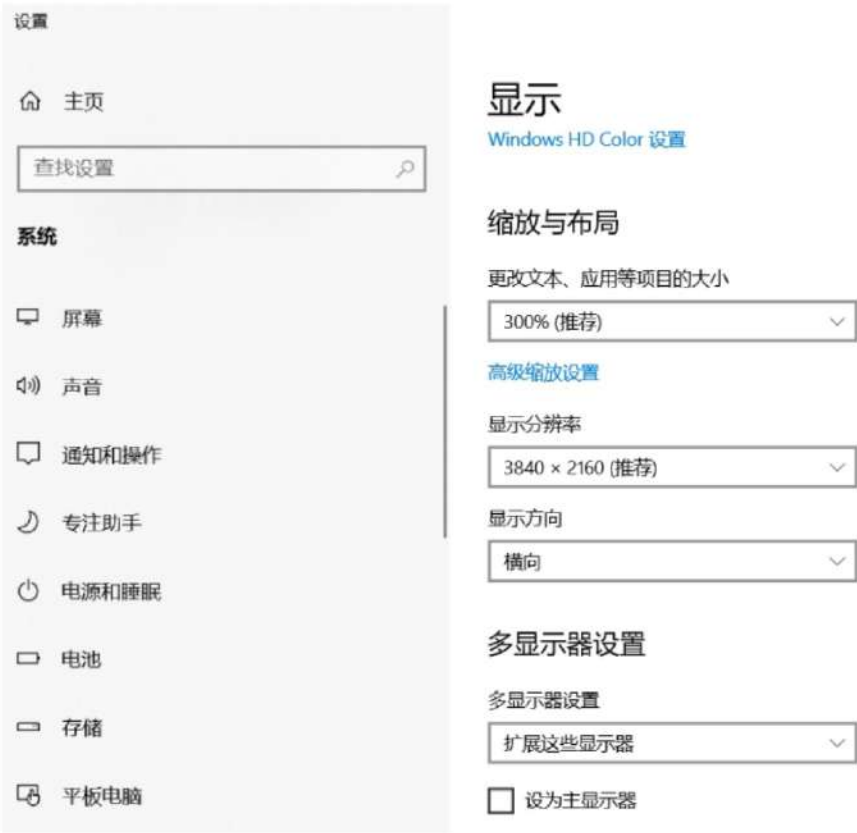 设置
主页
查找设置
系统
屏幕
声音
通知和操作
专注助手
电源和睡眠
电池
存储
平板电脑
显示
Windows HD Color 设置
缩放与布局
更改文本、应用等项目的大小
300% (推荐)
高级缩放设置
显示分辨率
3840 × 2160 (推荐)
显示方向
横向
多显示器设置
多显示器设置
扩展这些显示器
设为主显示器